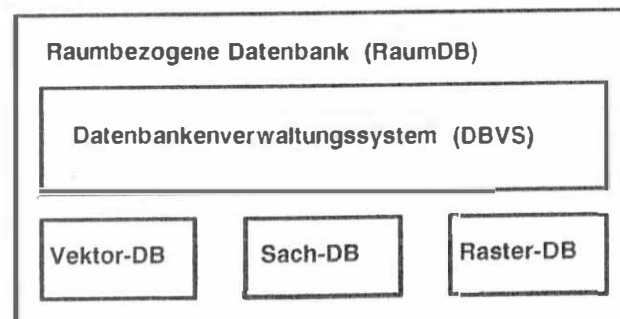 Raumbezogene Datenbank (RaumDB)
Datenbankenverwaltungssystem (DBVS)
Vektor-DB
Sach-DB
Raster-DB